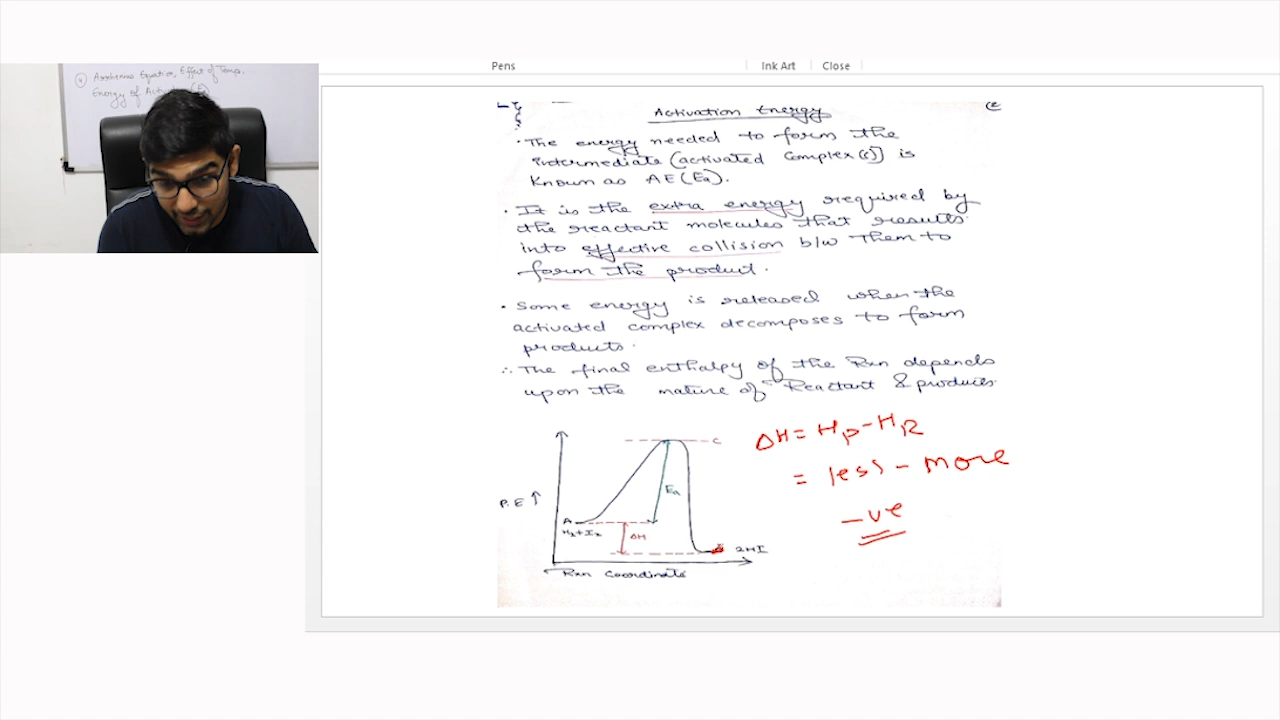 Pens
Ink Art
Close
4 Arrhenius Equation, Effect of Temp.
Energy of Activ (E
Activation Energy
• The energy needed to form the
intermediate (activated complex(c)] is
known as AE(Ea).
• It is the extra energy required by
the reactant molecules that results
into effective collision b/w them to
form the product.
• Some energy is released when the
activated complex decomposes to form
products.
∴ The final enthalpy of the Rxn depends
upon the nature of Reactant & products.
ΔH = Hp - HR
= less - more
-ve
C
Ea
P.E ↑
A
H2 + I2
ΔH
2HI
Rxn Coordinate